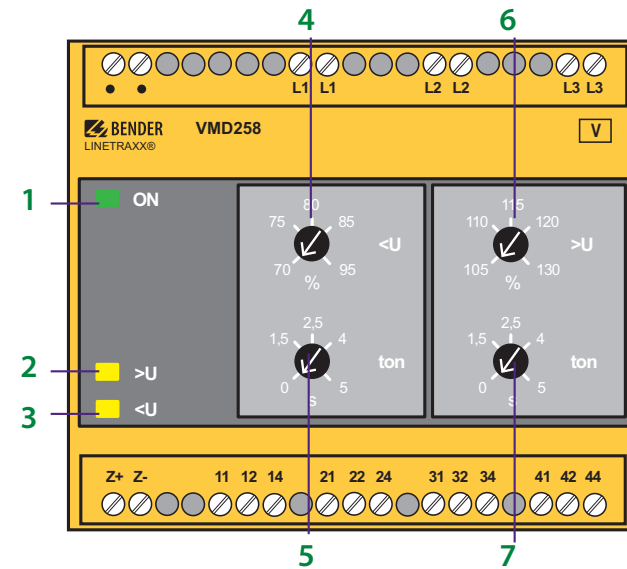 4 6
L1 L1 L2 L2 L3 L3
BENDER VMD258 V
LINETRAXX®
1 ON
80
75 85 <U
70 95
%
115
110 120 >U
105 130
%
2,5
1,5 4
ton
0 5
s
2,5
1,5 4
ton
0 5
s
2 >U
3 <U
Z+ Z- 11 12 14 21 22 24 31 32 34 41 42 44
5 7